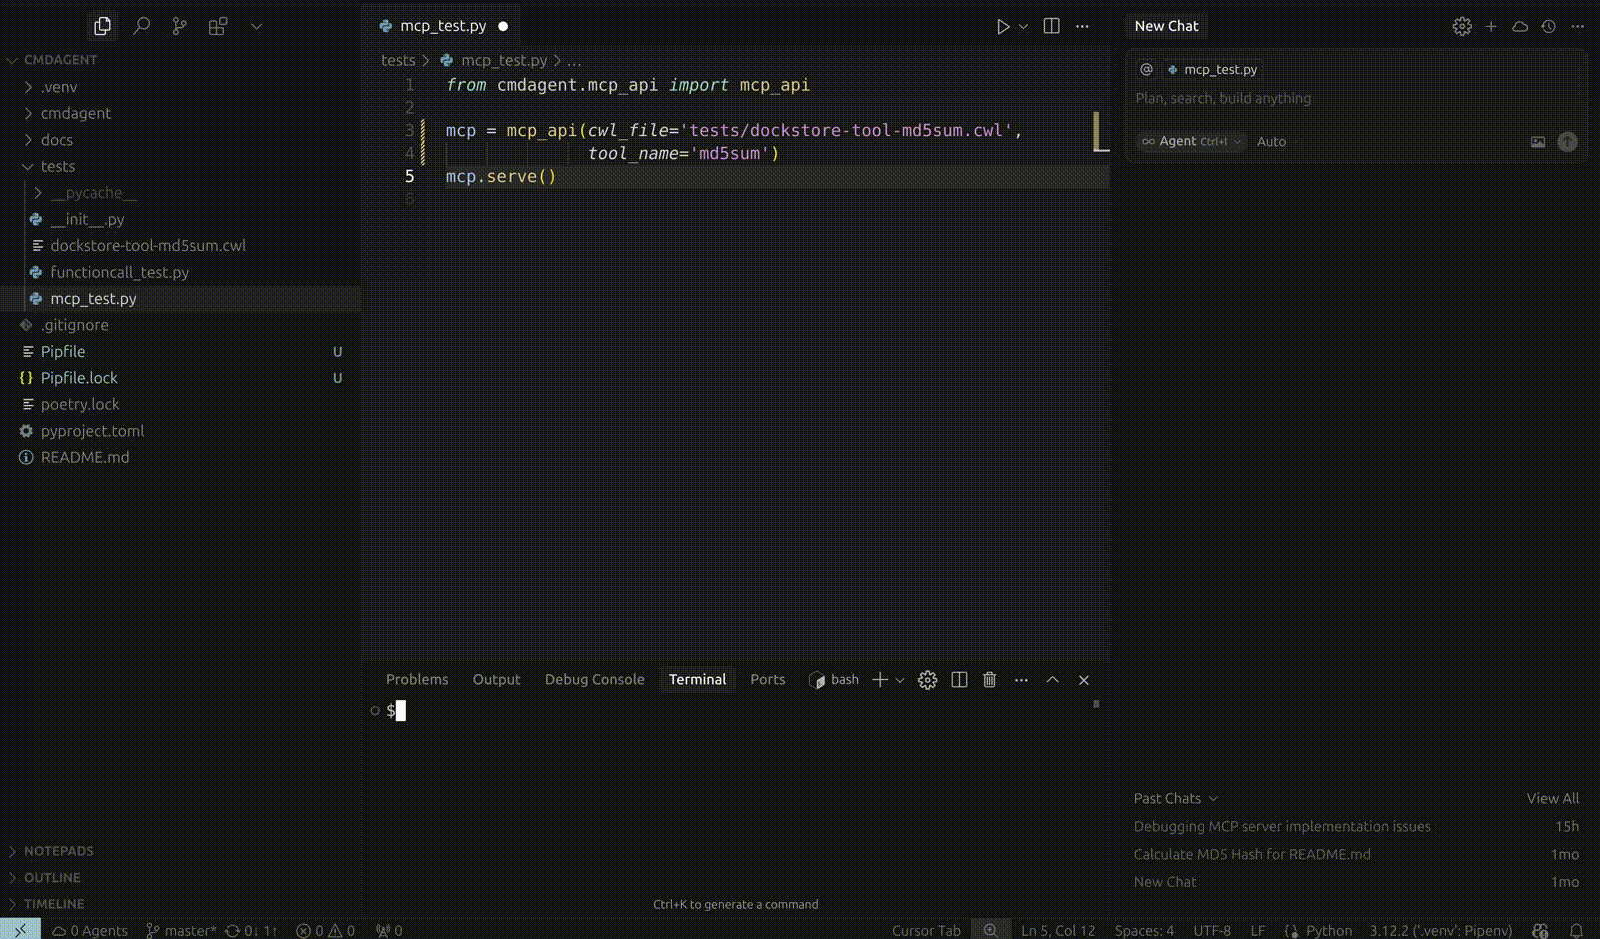 mcp_test.py
New Chat
CMDAGENT
.venv
cmdagent
docs
tests
__pycache__
__init__.py
dockstore-tool-md5sum.cwl
functioncall_test.py
mcp_test.py
.gitignore
Pipfile U
Pipfile.lock U
poetry.lock
pyproject.toml
README.md
NOTEPADS
OUTLINE
TIMELINE
tests > mcp_test.py > ...
1 from cmdagent.mcp_api import mcp_api
2
3 mcp = mcp_api(cwl_file='tests/dockstore-tool-md5sum.cwl',
4 tool_name='md5sum')
5 mcp.serve()
6
Problems Output Debug Console Terminal Ports bash
$
Ctrl+K to generate a command
@ mcp_test.py
Plan, search, build anything
∞ Agent Ctrl+I Auto
Past Chats View All
Debugging MCP server implementation issues 15h
Calculate MD5 Hash for README.md 1mo
New Chat 1mo
0 Agents master* 0↓ 1↑ 0 0 0 Cursor Tab Ln 5, Col 12 Spaces: 4 UTF-8 LF Python 3.12.2 ('.venv': Pipenv)